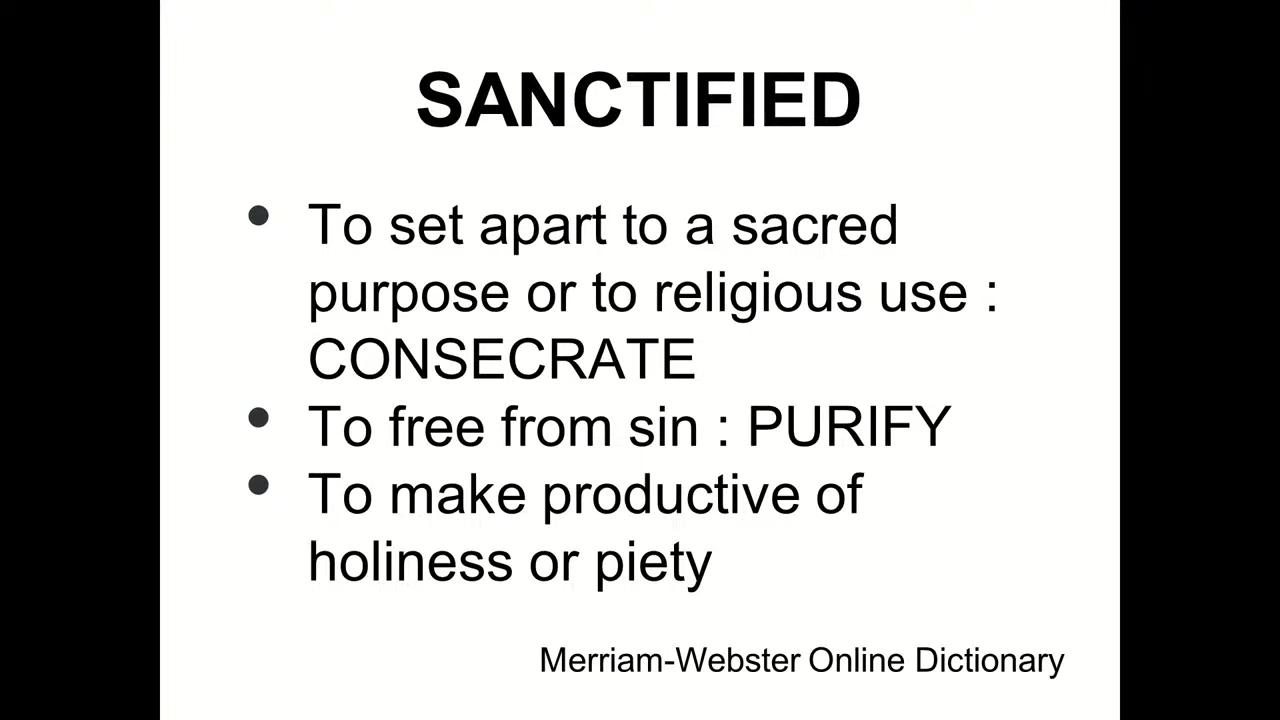 SANCTIFIED
• To set apart to a sacred
purpose or to religious use :
CONSECRATE
• To free from sin : PURIFY
• To make productive of
holiness or piety
Merriam-Webster Online Dictionary